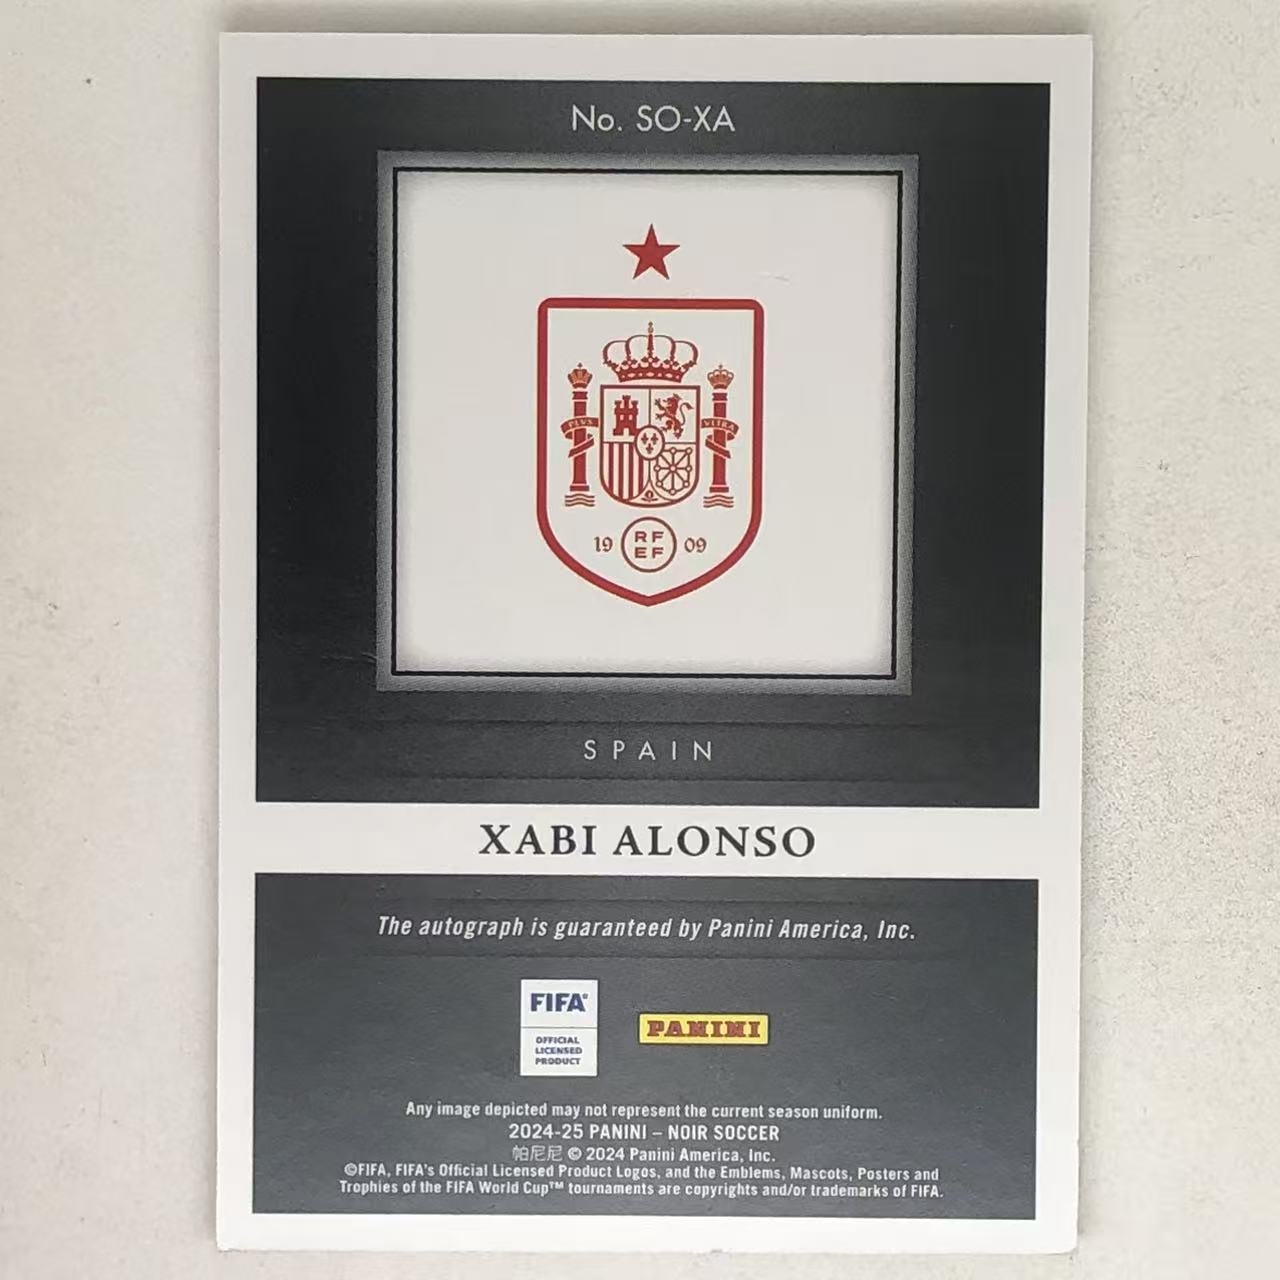 No. SO-XA
PLVS VLTRA
19 RF 09
EF
SPAIN
XABI ALONSO
The autograph is guaranteed by Panini America, Inc.
FIFA®
OFFICIAL
LICENSED
PRODUCT
PANINI
Any image depicted may not represent the current season uniform.
2024-25 PANINI – NOIR SOCCER
帕尼尼 © 2024 Panini America, Inc.
©FIFA, FIFA's Official Licensed Product Logos, and the Emblems, Mascots, Posters and
Trophies of the FIFA World Cup™ tournaments are copyrights and/or trademarks of FIFA.